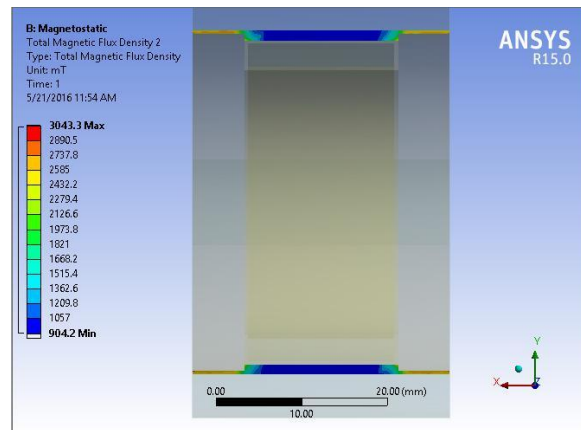 B: Magnetostatic
Total Magnetic Flux Density 2
Type: Total Magnetic Flux Density
Unit: mT
Time: 1
5/21/2016 11:54 AM
ANSYS
R15.0
3043.3 Max
2890.5
2737.8
2585
2432.2
2279.4
2126.6
1973.8
1821
1668.2
1515.4
1362.6
1209.8
1057
904.2 Min
0.00
20.00 (mm)
10.00
Y
X
Z